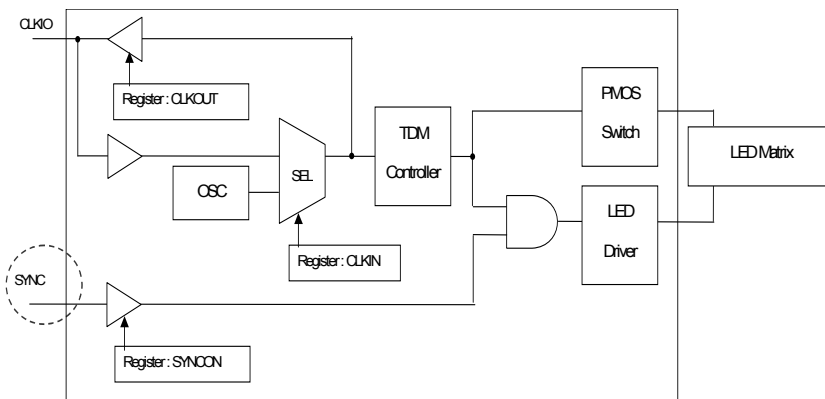 CLKIO
Register : CLKOUT
PMOS
Switch
TDM
Controller
LED Matrix
SEL
OSC
LED
Driver
Register : CLKIN
SYNC
Register : SYNCON